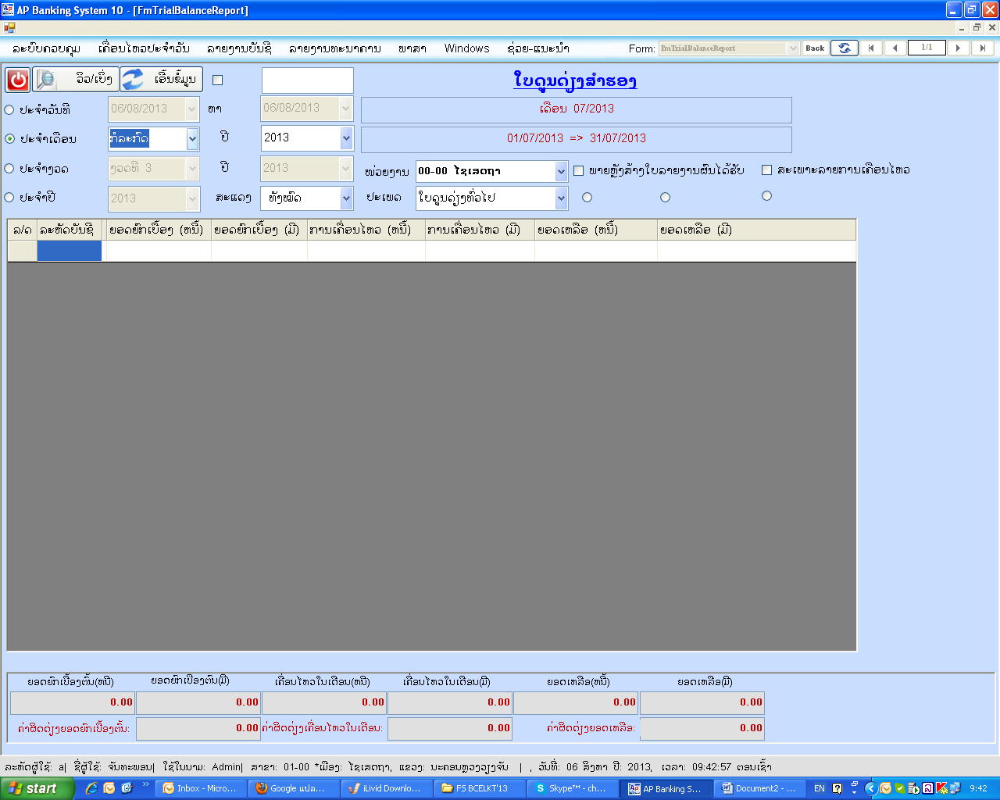 AP Banking System 10 - [FmTrialBalanceReport]
ລະບົບຄວບຄຸມ ເຄື່ອນໄຫວປະຈຳວັນ ລາຍງານບັນຊີ ລາຍງານທະນາຄານ ພາສາ Windows ຊ່ວຍ-ແນະນຳ Form: FmTrialBalanceReport Back 1/1
ວິວ/ເບິ່ງ ເອີ້ນຂໍ້ມູນ ໃບດຸນດ່ຽງສຳຮອງ
ປະຈຳວັນທີ 06/08/2013 ຫາ 06/08/2013 ເດືອນ 07/2013
ປະຈຳເດືອນ ກໍລະກົດ ປີ 2013 01/07/2013 => 31/07/2013
ປະຈຳງວດ ງວດທີ 3 ປີ 2013 ໜ່ວຍງານ 00-00 ໄຊເສດຖາ ພາຍຫຼັງສ້າງໃບລາຍງານຜົນໄດ້ຮັບ ສະເພາະລາຍການເຄື່ອນໄຫວ
ປະຈຳປີ 2013 ສະແດງ ທັງໝົດ ປະເພດ ໃບດຸນດ່ຽງທົ່ວໄປ
ລ/ດ ລະຫັດບັນຊີ ຍອດຍົກເບື້ອງ (ຫນີ້) ຍອດຍົກເບື້ອງ (ມີ) ການເຄື່ອນໄຫວ (ຫນີ້) ການເຄື່ອນໄຫວ (ມີ) ຍອດເຫລືອ (ຫນີ້) ຍອດເຫລືອ (ມີ)
ຍອດຍົກເບື້ອງຕົ້ນ(ຫນີ) ຍອດຍົກເບືອງຕົນ(ມີ) ເຄື່ອນໄຫວໃນເດືອນ(ຫນີ) ເຄື່ອນໄຫວໃນເດືອນ(ມີ) ຍອດເຫລືອ(ຫນີ້) ຍອດເຫລືອ(ມີ)
0.00 0.00 0.00 0.00 0.00 0.00
ຄ່າຜິດດ່ຽງຍອດຍົກເບື້ອງຕົ້ນ: 0.00 ຄ່າຜິດດ່ຽງເຄື່ອນໄຫວໃນເດືອນ: 0.00 ຄ່າຜິດດ່ຽງຍອດເຫລືອ: 0.00
ລະຫັດຜູ້ໃຊ້: a| ຊື່ຜູ້ໃຊ້: ຈັນທະພອນ| ໃຊ້ໃນນາມ: Admin| ສາຂາ: 01-00 *ເມືອງ: ໄຊເສດຖາ, ແຂວງ: ນະຄອນຫຼວງວຽງຈັນ | , ວັນທີ: 06 ສິງຫາ ປີ: 2013, ເວລາ: 09:42:57 ຕອນເຊົ້າ
start Inbox - Micro... Google ແປລ... iLivid Downlo... FS BCELKT'13 Skype™ - ch... AP Banking S... Document2 - ... EN 9:42